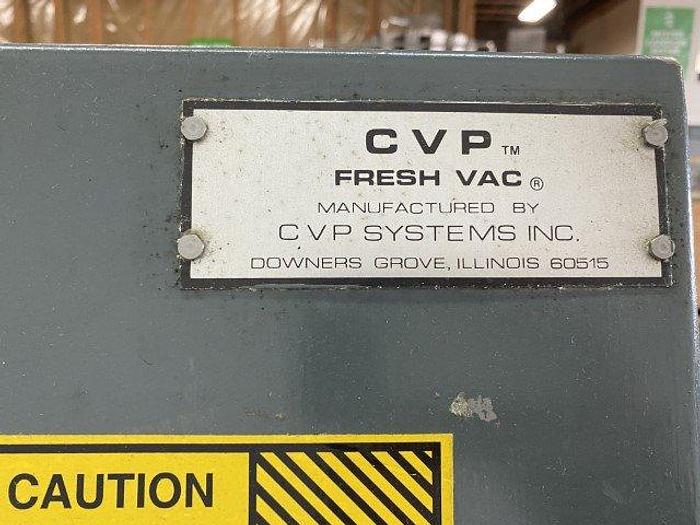 CVP™
FRESH VAC®
MANUFACTURED BY
CVP SYSTEMS INC.
DOWNERS GROVE, ILLINOIS 60515
CAUTION